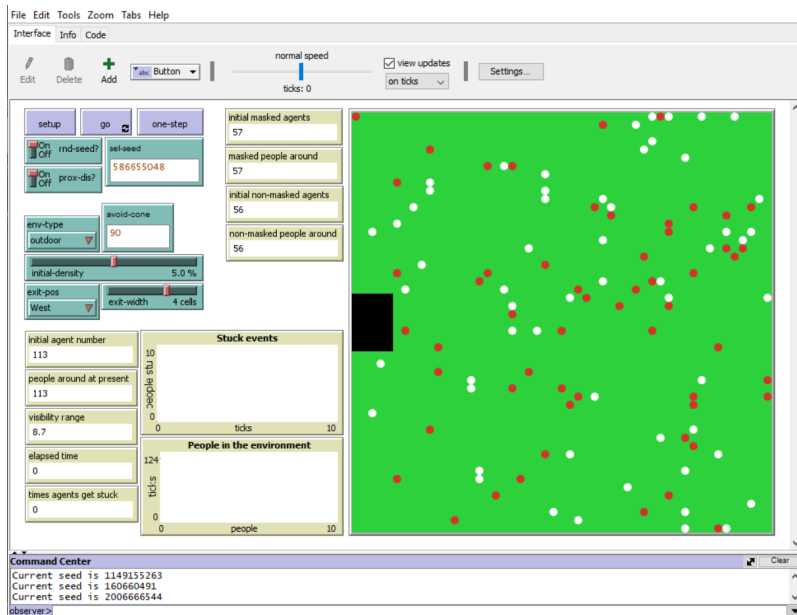 File Edit Tools Zoom Tabs Help
Interface Info Code
Edit Delete Add abc Button normal speed ticks: 0 view updates on ticks Settings...
setup go one-step
On Off rnd-seed? sel-seed 586655048
On Off prox-dis?
env-type outdoor avoid-cone 90
initial-density 5.0 %
exit-pos West exit-width 4 cells
initial masked agents
57
masked people around
57
initial non-masked agents
56
non-masked people around
56
initial agent number
113
people around at present
113
visibility range
8.7
elapsed time
0
times agents get stuck
0
Stuck events
people stu
10
0
0 ticks 10
People in the environment
124
ticks
0
0 people 10
Command Center Clear
Current seed is 1149155263
Current seed is 160660491
Current seed is 2006666544
observer>